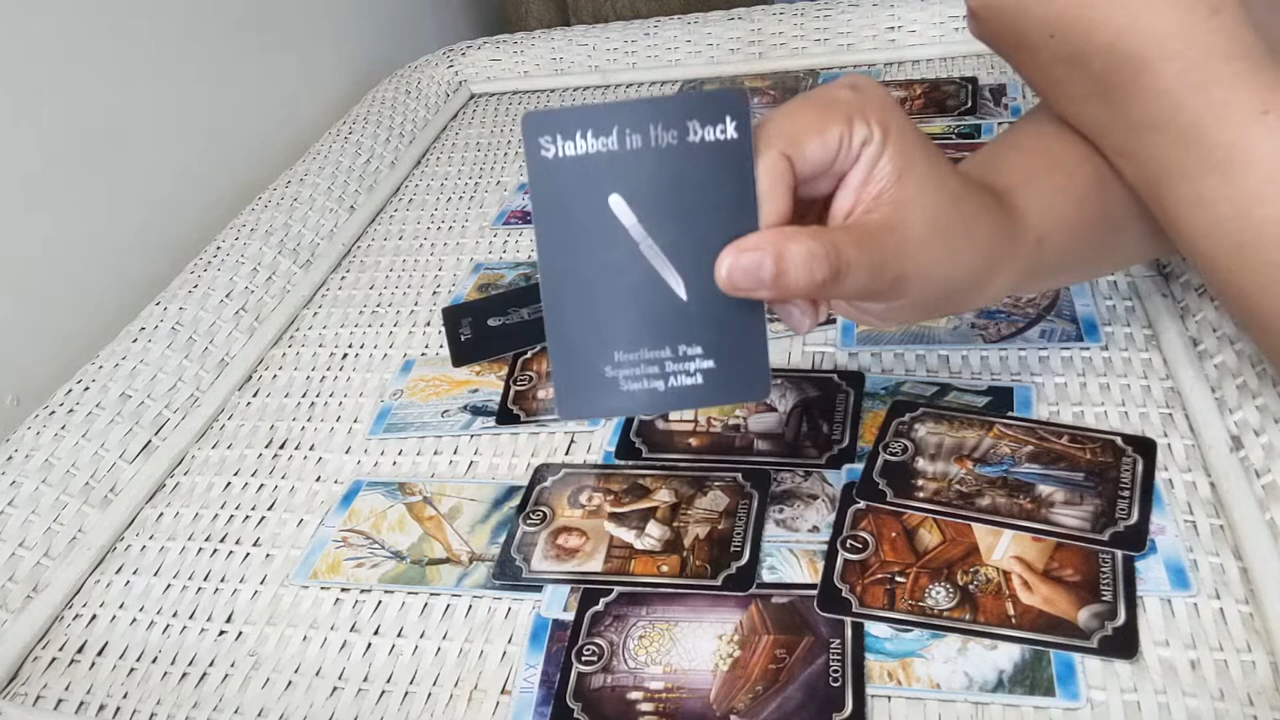 Stabbed in the Back
Heartbreak, Pain,
Separation, Deception,
Shocking Attack
BAD HEALTH
38
TOIL & LABOUR
16
THOUGHTS
7
MESSAGE
19
COFFIN
XVII